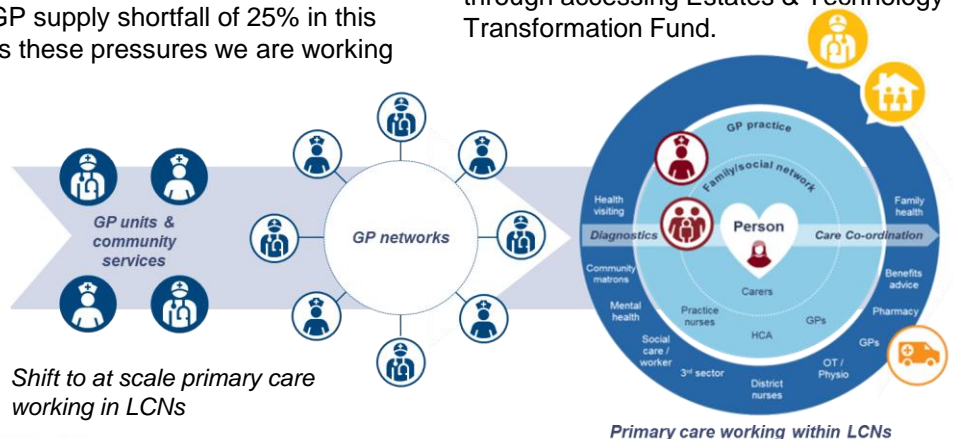 GP supply shortfall of 25% in this
s these pressures we are working
through accessing Estates & Technology
Transformation Fund.
GP units &
community
services
GP networks
Shift to at scale primary care
working in LCNs
GP practice
Family/social network
Health
visiting
Family
health
Diagnostics
Person
Care Co-ordination
Community
matrons
Benefits
advice
Carers
Mental
health
Pharmacy
Practice
nurses
GPs
HCA
Social
care /
worker
GPs
3rd sector
OT /
Physio
District
nurses
Primary care working within LCNs